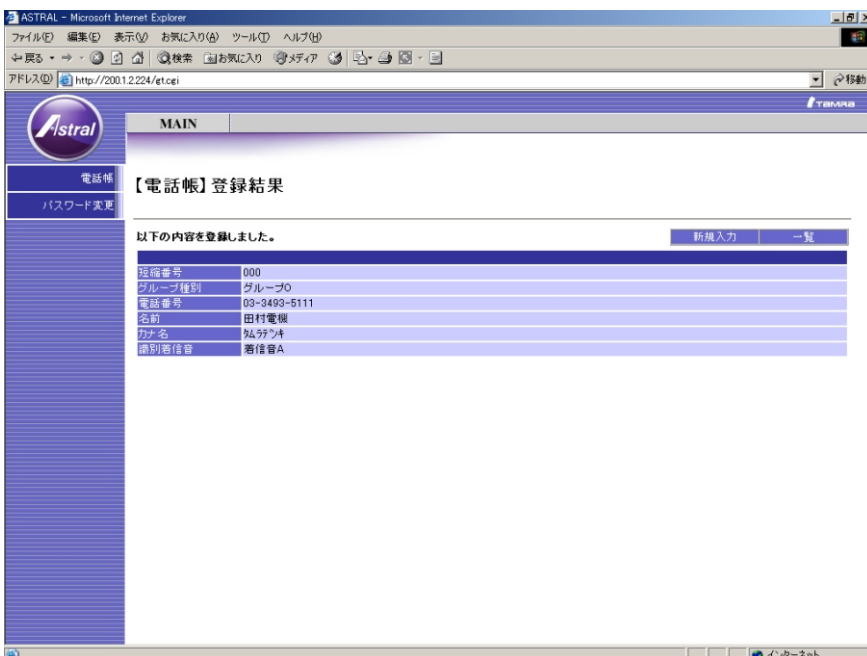 ASTRAL - Microsoft Internet Explorer
ファイル(F) 編集(E) 表示(V) お気に入り(A) ツール(T) ヘルプ(H)
戻る 検索 お気に入り メディア
アドレス(D) http://200.1.2.224/et.cgi 移動
TAMRA
Astral
MAIN
電話帳
パスワード変更
【電話帳】登録結果
以下の内容を登録しました。
新規入力 一覧
短縮番号 000
グループ種別 グループ0
電話番号 03-3493-5111
名前 田村電機
カナ名 ﾀﾑﾗﾃﾞﾝｷ
識別着信音 着信音A
インターネット